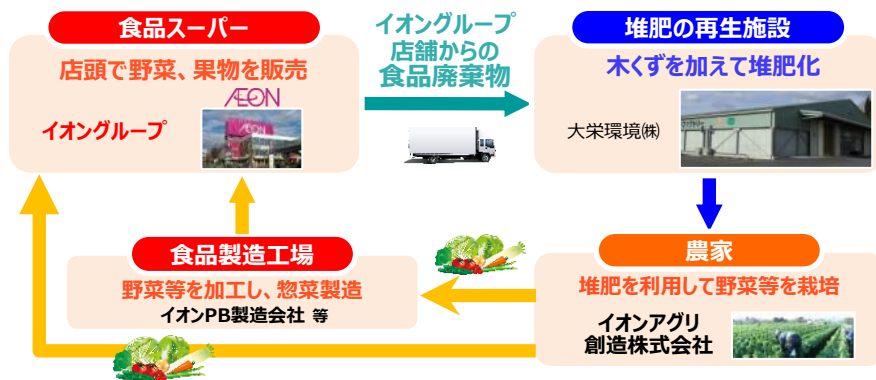 食品スーパー
店頭で野菜、果物を販売
ÆON
イオングループ
イオングループ
店舗からの
食品廃棄物
堆肥の再生施設
木くずを加えて堆肥化
大栄環境㈱
農家
堆肥を利用して野菜等を栽培
イオンアグリ
創造株式会社
食品製造工場
野菜等を加工し、惣菜製造
イオンPB製造会社 等